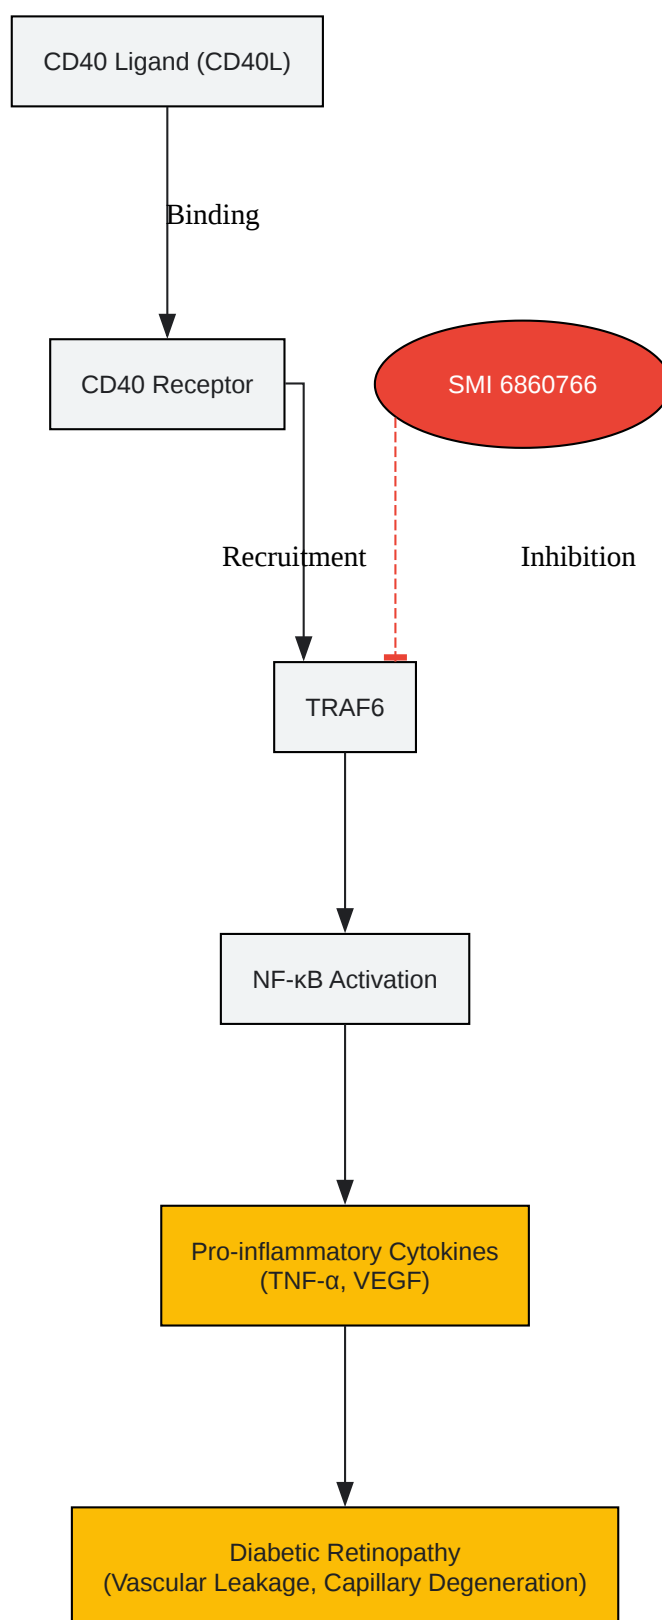 CD40 Ligand (CD40L)
Binding
CD40 Receptor
SMI 6860766
Recruitment
Inhibition
TRAF6
NF-κB Activation
Pro-inflammatory Cytokines
(TNF-α, VEGF)
Diabetic Retinopathy
(Vascular Leakage, Capillary Degeneration)